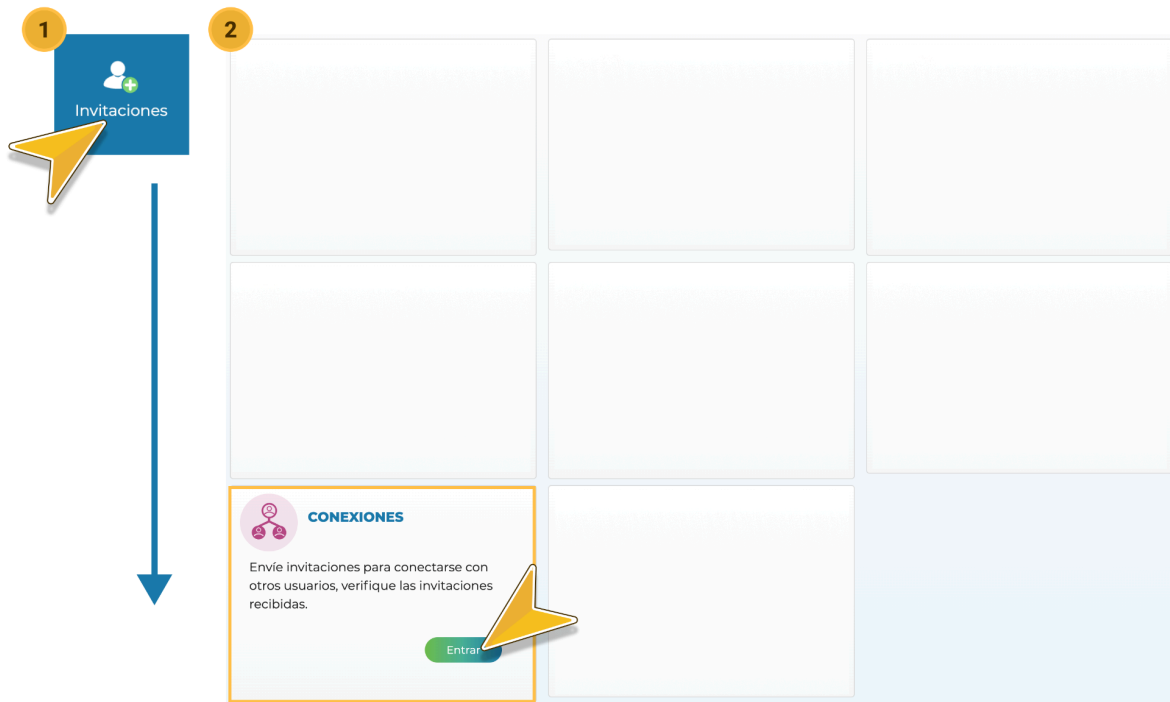 1
Invitaciones
2
CONEXIONES
Envíe invitaciones para conectarse con
otros usuarios, verifique las invitaciones
recibidas.
Entrar